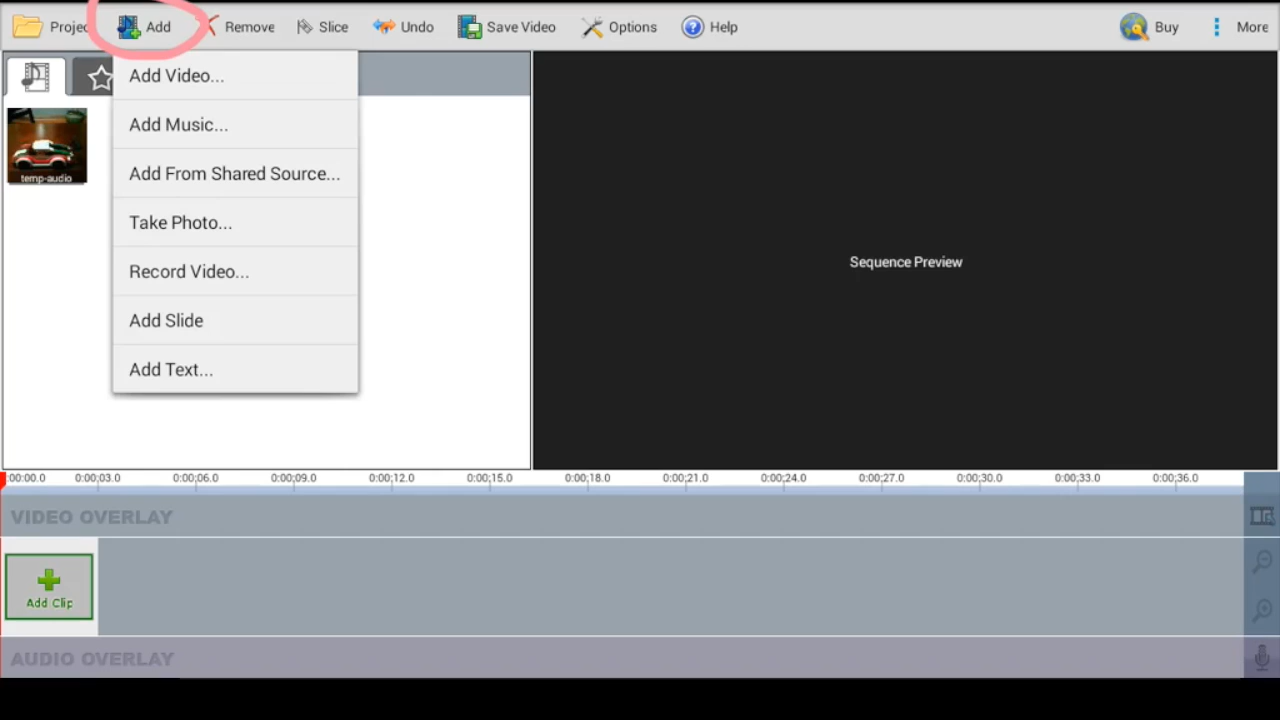 Projec Add Remove Slice Undo Save Video Options Help Buy More
Add Video...
Add Music...
Add From Shared Source...
Take Photo...
Record Video...
Add Slide
Add Text...
temp-audio
Sequence Preview
:00:00.0 0:00;03.0 0:00;06.0 0:00;09.0 0:00;12.0 0:00;15.0 0:00;18.0 0:00;21.0 0:00;24.0 0:00;27.0 0:00;30.0 0:00;33.0 0:00;36.0
VIDEO OVERLAY
Add Clip
AUDIO OVERLAY